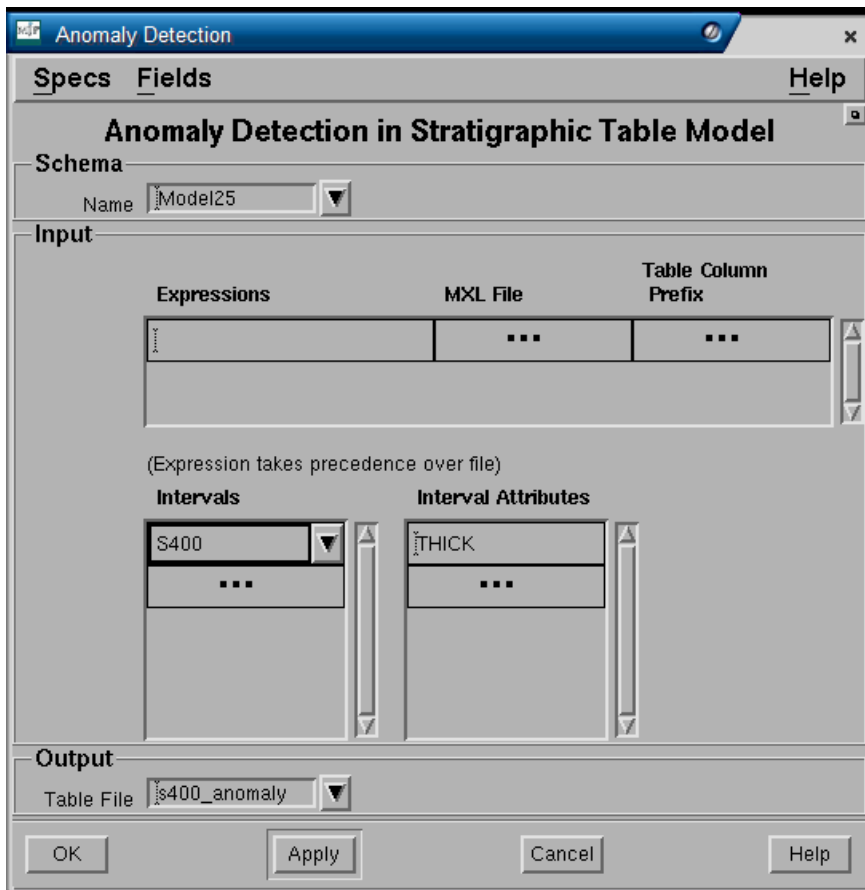 Anomaly Detection
Specs Fields Help
Anomaly Detection in Stratigraphic Table Model
Schema
Name Model25
Input
Expressions MXL File Table Column Prefix
... ...
(Expression takes precedence over file)
Intervals Interval Attributes
S400 THICK
... ...
Output
Table File s400_anomaly
OK Apply Cancel Help